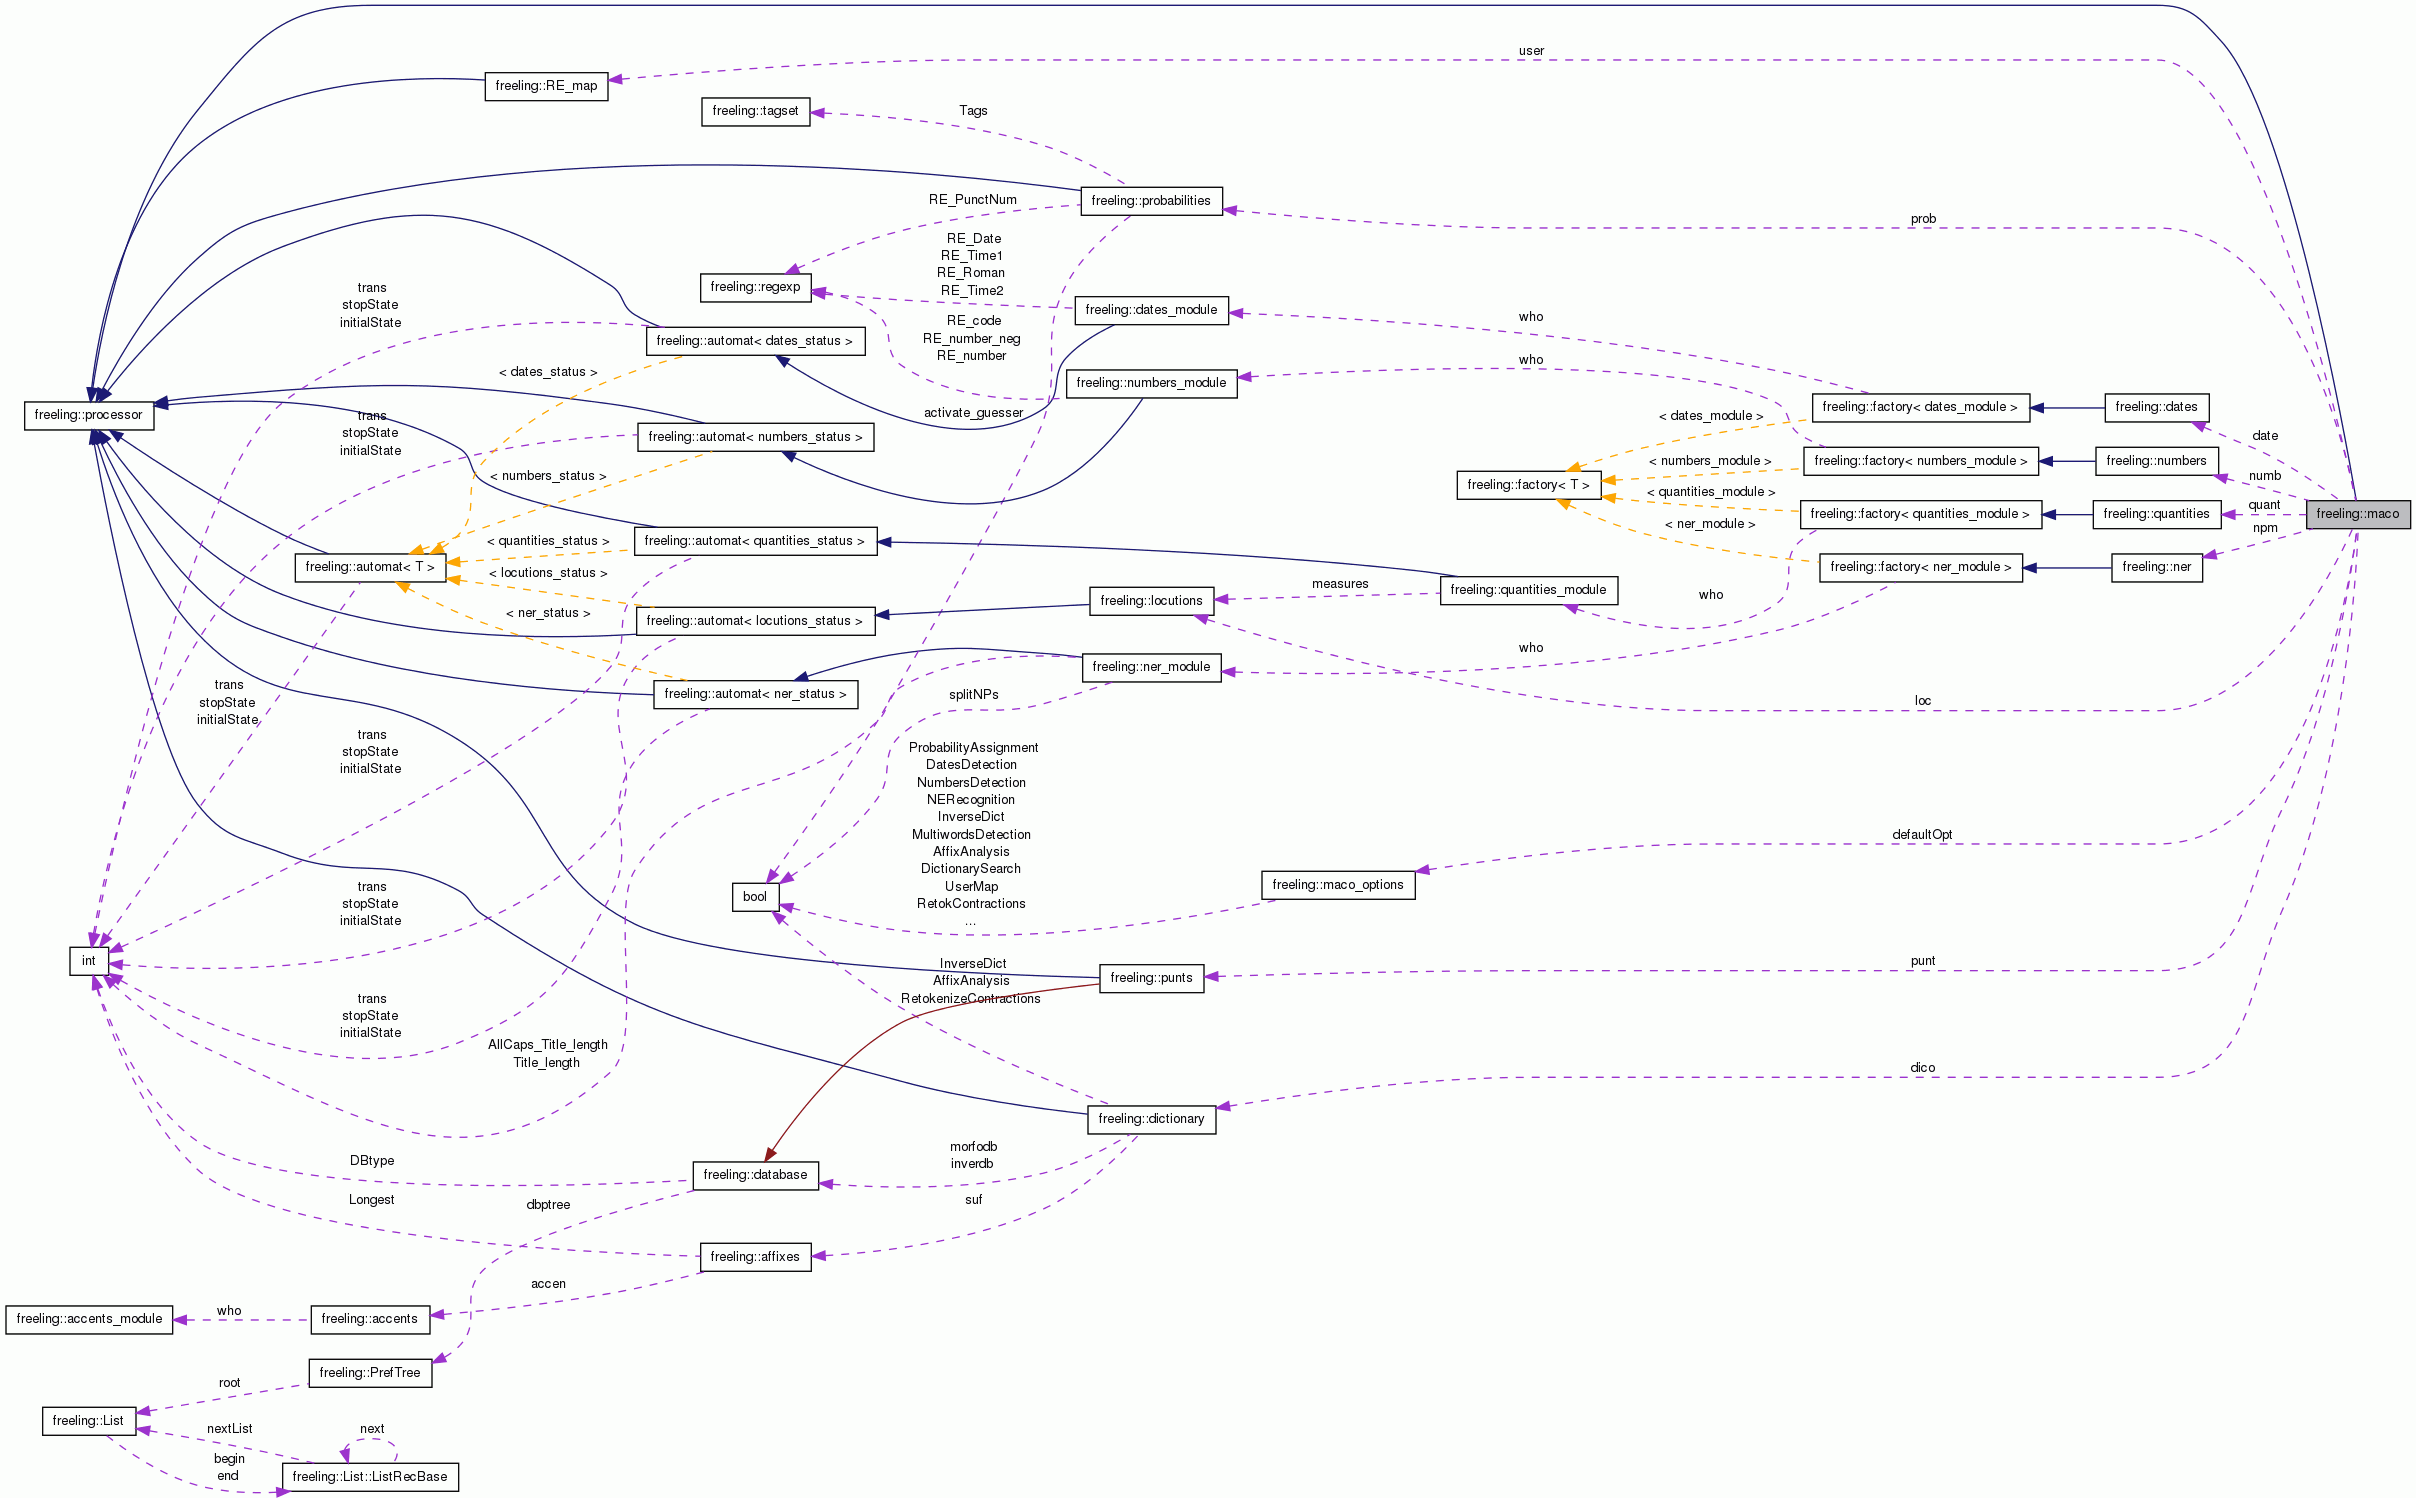 user
freeling::RE_map
freeling::tagset
Tags
freeling::probabilities
RE_PunctNum
prob
RE_Date
RE_Time1
RE_Roman
RE_Time2
freeling::regexp
trans
stopState
initialState
freeling::dates_module
who
RE_code
RE_number_neg
RE_number
freeling::automat< dates_status >
< dates_status >
who
freeling::numbers_module
freeling::processor
activate_guesser
< dates_module >
freeling::factory< dates_module >
freeling::dates
date
trans
stopState
initialState
freeling::automat< numbers_status >
< numbers_module >
freeling::factory< numbers_module >
freeling::numbers
numb
< numbers_status >
freeling::factory< T >
< quantities_module >
freeling::factory< quantities_module >
freeling::quantities
quant
npm
freeling::maco
< ner_module >
freeling::automat< quantities_status >
< quantities_status >
freeling::automat< T >
< locutions_status >
freeling::factory< ner_module >
freeling::ner
measures
freeling::quantities_module
who
freeling::locutions
< ner_status >
freeling::automat< locutions_status >
who
freeling::ner_module
freeling::automat< ner_status >
splitNPs
loc
trans
stopState
initialState
trans
stopState
initialState
ProbabilityAssignment
DatesDetection
NumbersDetection
NERecognition
InverseDict
MultiwordsDetection
AffixAnalysis
DictionarySearch
UserMap
RetokContractions
...
defaultOpt
freeling::maco_options
bool
trans
stopState
initialState
int
InverseDict
AffixAnalysis
RetokenizeContractions
freeling::punts
punt
trans
stopState
initialState
AllCaps_Title_length
Title_length
dico
freeling::dictionary
morfodb
inverdb
DBtype
freeling::database
Longest
dbptree
suf
freeling::affixes
accen
freeling::accents_module
who
freeling::accents
freeling::PrefTree
root
freeling::List
nextList
next
begin
end
freeling::List::ListRecBase